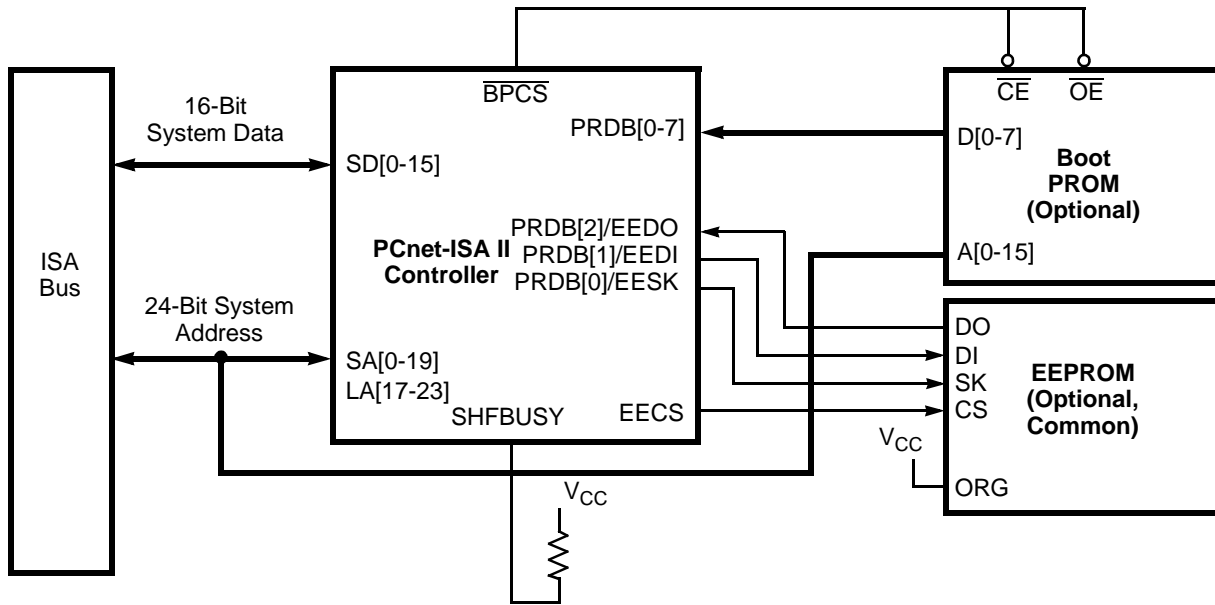 ISA
Bus
16-Bit
System Data
24-Bit System
Address
BPCS
PRDB[0-7]
SD[0-15]
PRDB[2]/EEDO
PRDB[1]/EEDI
PRDB[0]/EESK
PCnet-ISA II
Controller
SA[0-19]
LA[17-23]
SHFBUSY
EECS
VCC
CE
OE
D[0-7]
Boot
PROM
(Optional)
A[0-15]
DO
DI
SK
CS
EEPROM
(Optional,
Common)
VCC
ORG